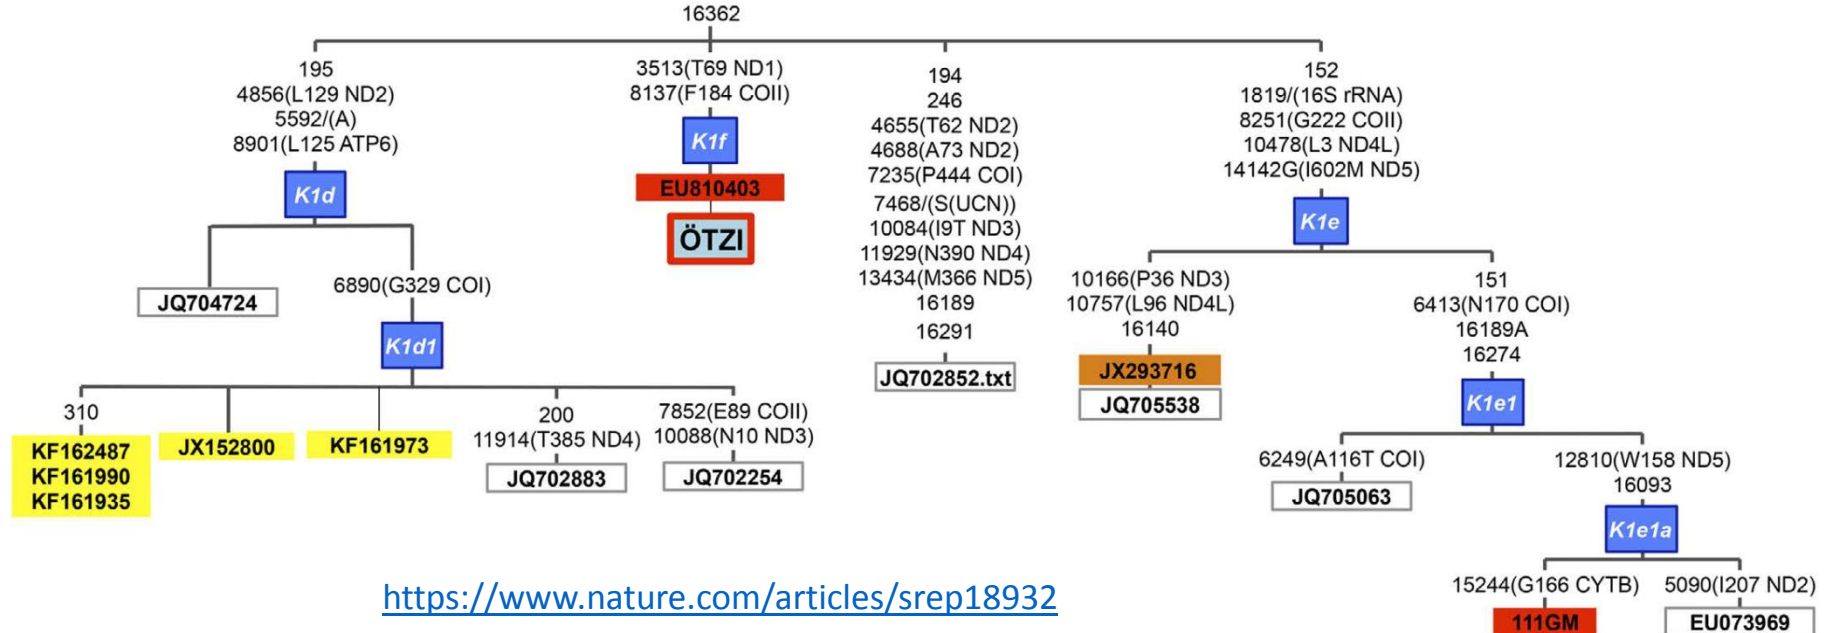 16362
195
4856(L129 ND2)
5592/(A)
8901(L125 ATP6)
K1d
JQ704724
6890(G329 COI)
K1d1
310
KF162487
KF161990
KF161935
JX152800
KF161973
200
11914(T385 ND4)
JQ702883
7852(E89 COII)
10088(N10 ND3)
JQ702254
3513(T69 ND1)
8137(F184 COII)
K1f
EU810403
ÖTZI
194
246
4655(T62 ND2)
4688(A73 ND2)
7235(P444 COI)
7468/(S(UCN))
10084(I9T ND3)
11929(N390 ND4)
13434(M366 ND5)
16189
16291
JQ702852.txt
152
1819/(16S rRNA)
8251(G222 COII)
10478(L3 ND4L)
14142G(I602M ND5)
K1e
10166(P36 ND3)
10757(L96 ND4L)
16140
JX293716
JQ705538
151
6413(N170 COI)
16189A
16274
K1e1
6249(A116T COI)
JQ705063
12810(W158 ND5)
16093
K1e1a
15244(G166 CYTB)
111GM
5090(I207 ND2)
EU073969
https://www.nature.com/articles/srep18932